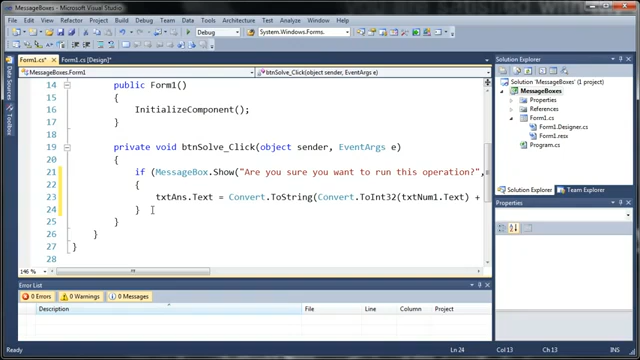 File Edit View Refactor Project Build Debug Team Data Tools Architecture Test Analyze Window Help
Debug System.Windows.Forms.
Form1.cs* Form1.cs [Design]*
MessageBoxes.Form1 btnSolve_Click(object sender, EventArgs e)
Data Sources
Toolbox
14 public Form1()
15 {
16 InitializeComponent();
17 }
18
19 private void btnSolve_Click(object sender, EventArgs e)
20 {
21 if (MessageBox.Show("Are you sure you want to run this operation?",
22 {
23 txtAns.Text = Convert.ToString(Convert.ToInt32(txtNum1.Text) +
24 }
25 }
26 }
27 }
28
146 %
Solution Explorer
Solution 'MessageBoxes' (1 project)
MessageBoxes
Properties
References
Form1.cs
Form1.Designer.cs
Form1.resx
Program.cs
Solution Explorer Team Explorer
Properties
Error List
0 Errors 0 Warnings 0 Messages
Description File Line Column Project
Ready Ln 24 Col 13 Ch 13 INS